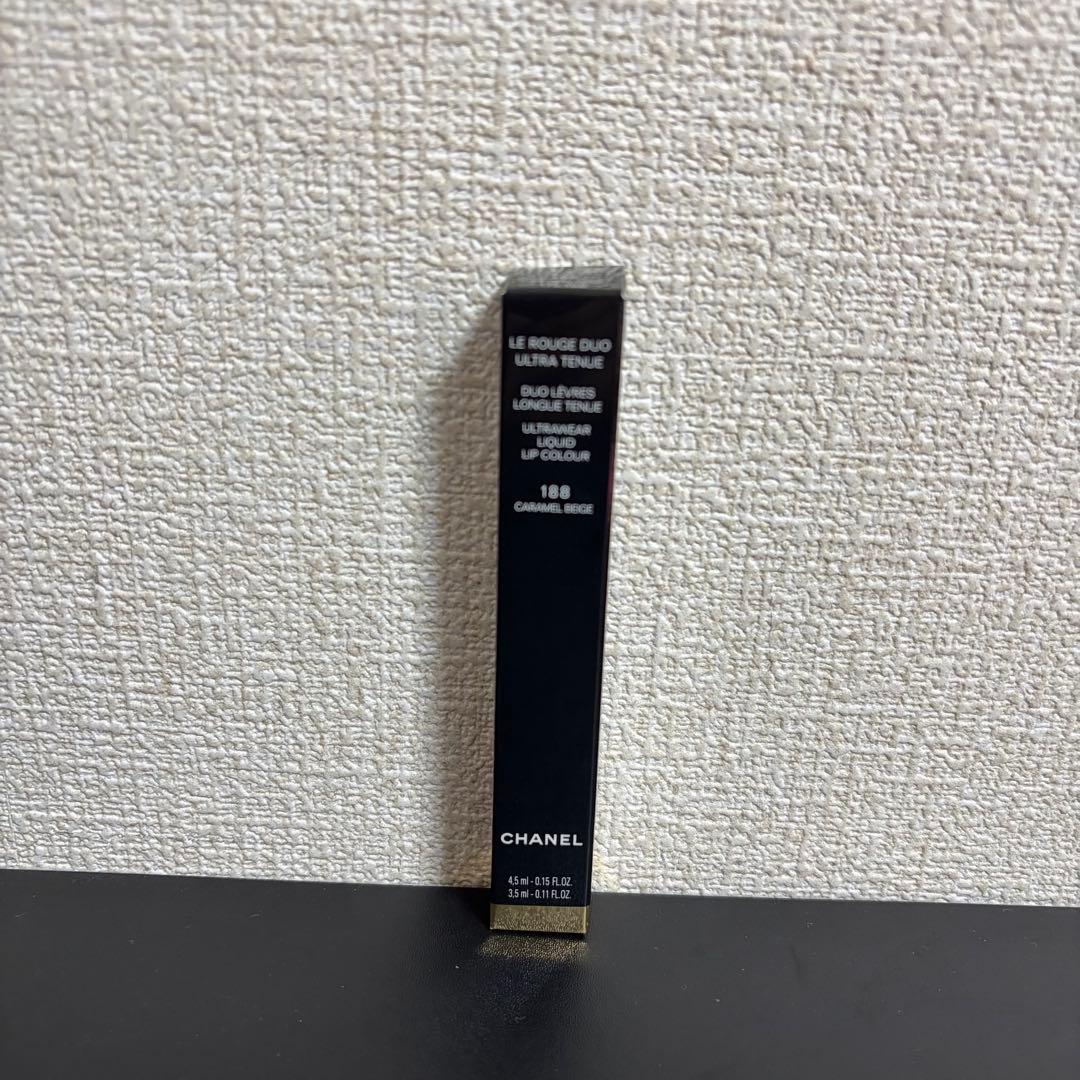 LE ROUGE DUO
ULTRA TENUE
DUO LÈVRES
LONGUE TENUE
ULTRAWEAR
LIQUID
LIP COLOUR
188
CARAMEL BEIGE
CHANEL
4,5 ml - 0.15 FL.OZ.
3,5 ml - 0.11 FL.OZ.